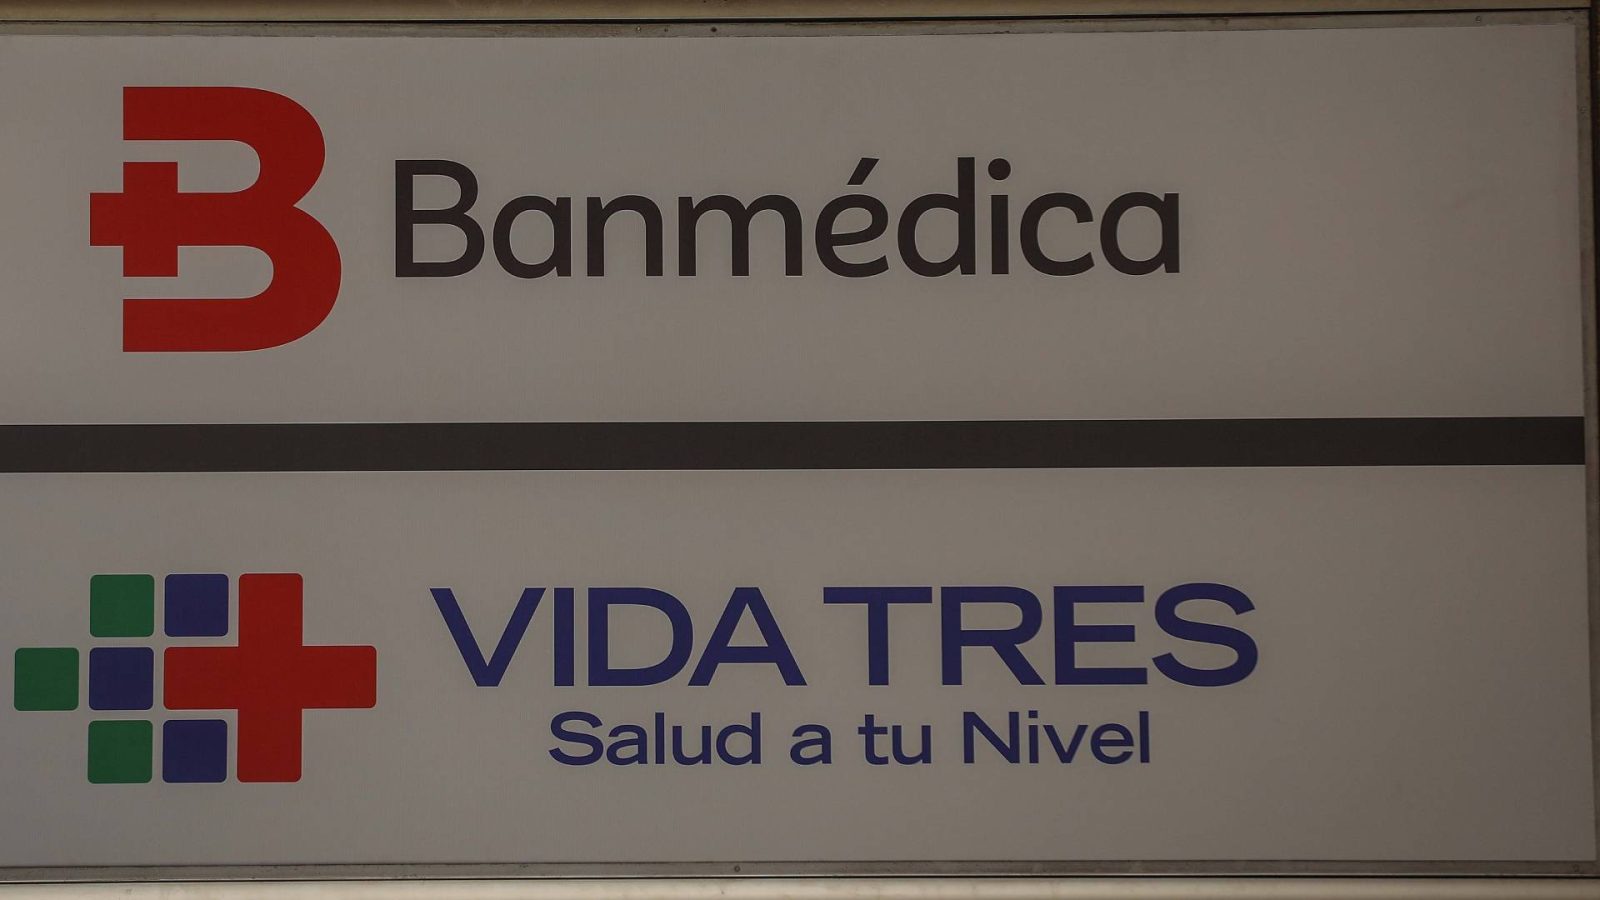 Banmédica
VIDA TRES
Salud a tu Nivel